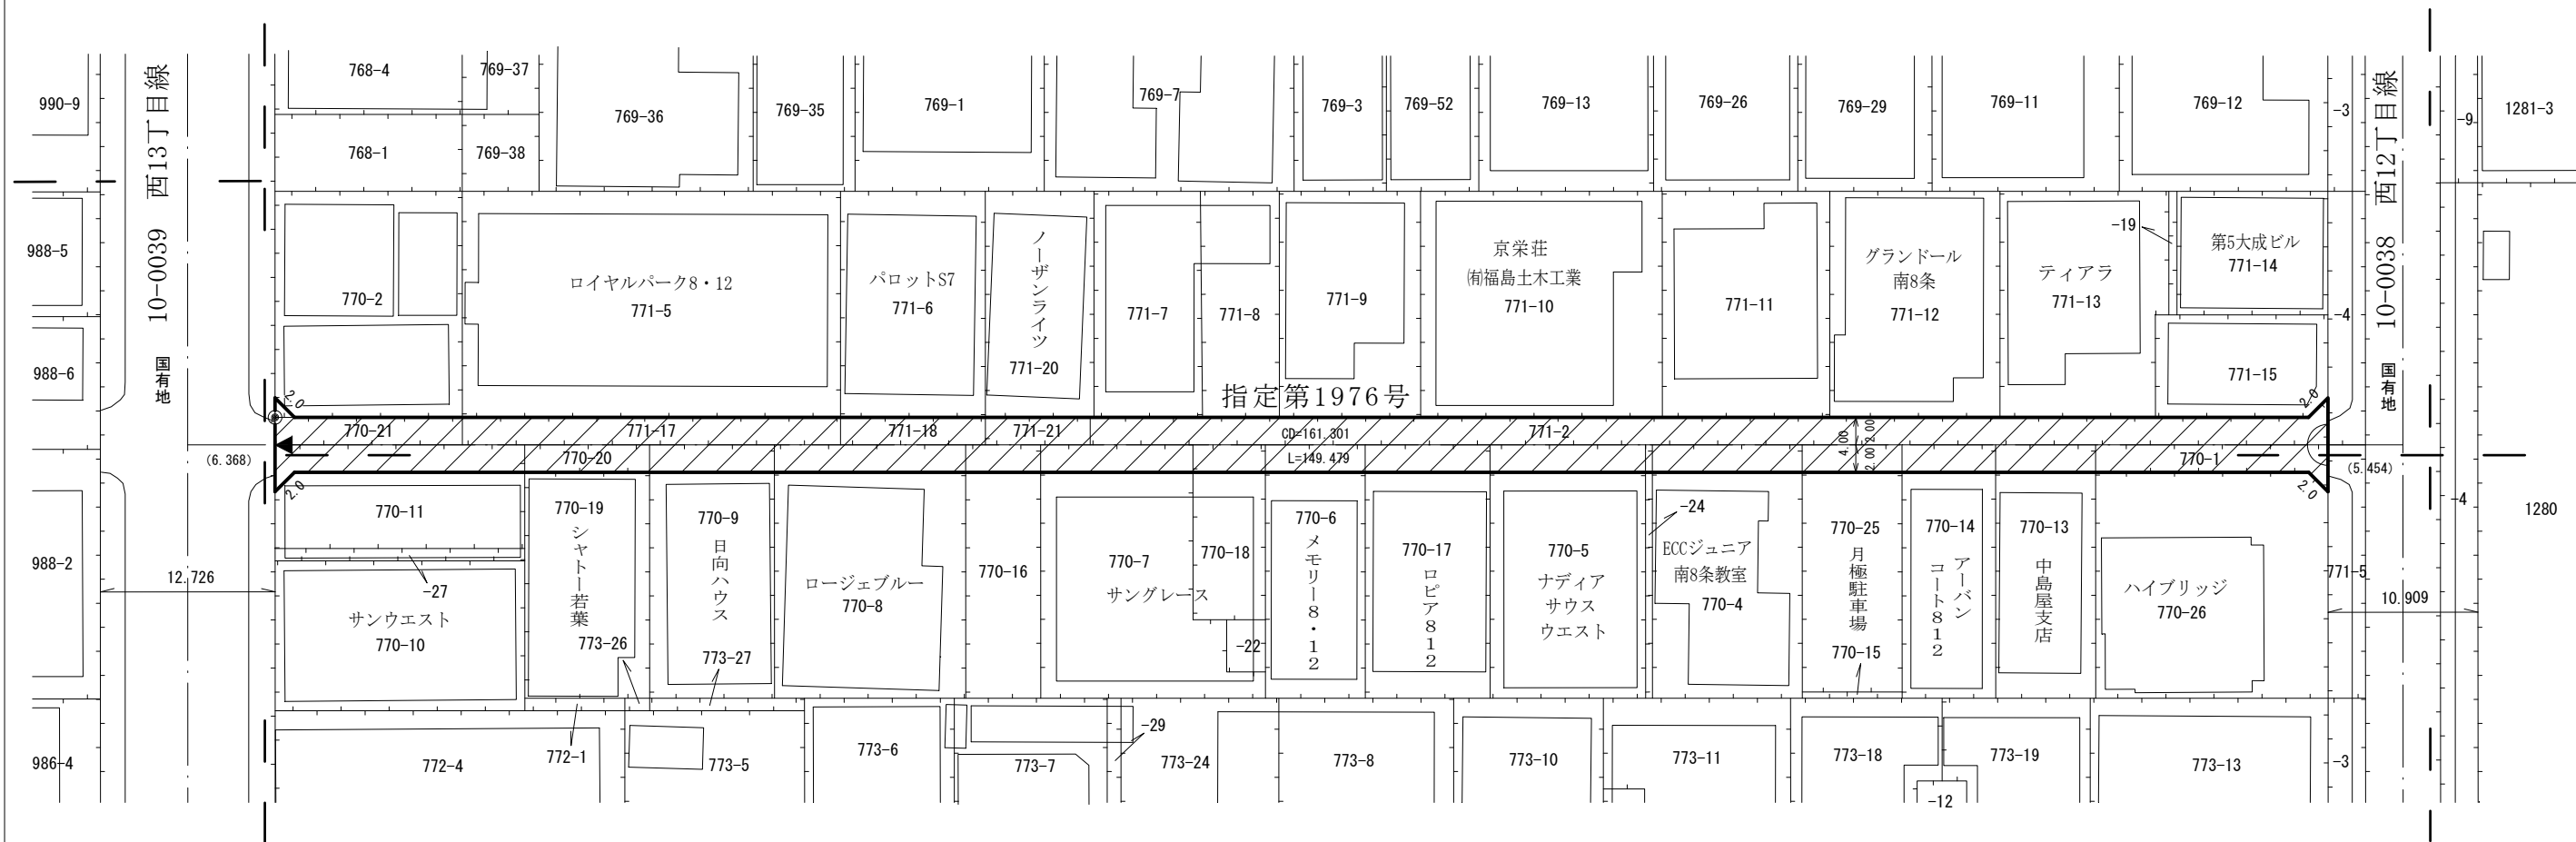 768-4
769-37
990-9
769-36
769-35
769-1
769-7
769-3
769-52
769-13
769-26
769-29
769-11
769-12
-3
-9
1281-3
768-1
769-38
10-0039 西13丁目線
国有地
10-0038 西12丁目線
国有地
988-5
988-6
770-2
ロイヤルパーク8・12
771-5
パロットS7
771-6
ノーザンライツ
771-20
771-7
771-8
771-9
京栄荘
㈲福島土木工業
771-10
771-11
グランドール
南8条
771-12
ティアラ
771-13
-19
第5大成ビル
771-14
-4
771-15
指定第1976号
2.0
2.0
770-21
771-17
771-18
771-21
CD=161.301
771-2
4.00
2.00
2.00
(6.368)
770-20
L=149.479
770-1
(5.454)
2.0
2.0
988-2
12.726
770-11
-27
サンウエスト
770-10
770-19
シャトー若葉
773-26
770-9
日向ハウス
773-27
ロージェブルー
770-8
770-16
770-7
サングレース
770-18
-22
770-6
メモリー8・12
770-17
ロピア812
770-5
ナディア
サウス
ウエスト
-24
ECCジュニア
南8条教室
770-4
770-25
月極駐車場
770-15
770-14
アーバン
コート812
770-13
中島屋支店
ハイブリッジ
770-26
771-5
10.909
-4
1280
986-4
772-4
772-1
773-5
773-6
773-7
-29
773-24
773-8
773-10
773-11
773-18
-12
773-19
773-13
-3